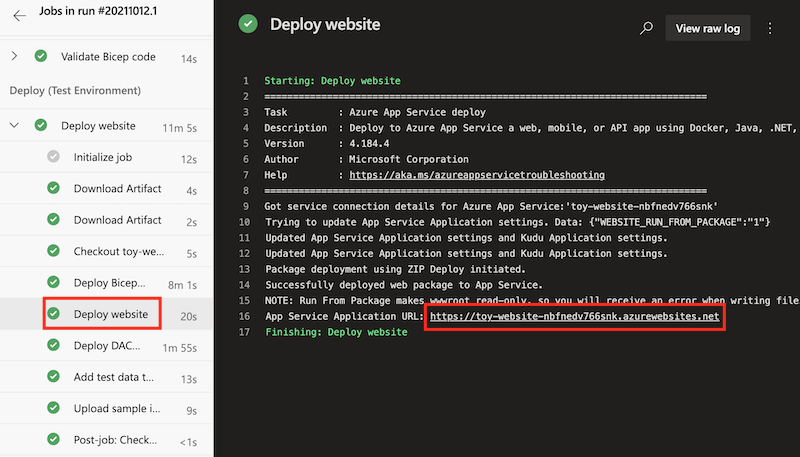 Jobs in run #20211012.1
Validate Bicep code 14s
Deploy (Test Environment)
Deploy website 11m 5s
Initialize job 12s
Download Artifact 4s
Download Artifact 2s
Checkout toy-we... 5s
Deploy Bicep... 8m 1s
Deploy website 20s
Deploy DAC... 1m 55s
Add test data t... 13s
Upload sample i... 9s
Post-job: Check... <1s
Deploy website
View raw log
1 Starting: Deploy website
2 ==============================================================================
3 Task : Azure App Service deploy
4 Description : Deploy to Azure App Service a web, mobile, or API app using Docker, Java, .NET,
5 Version : 4.184.4
6 Author : Microsoft Corporation
7 Help : https://aka.ms/azureappservicetroubleshooting
8 ==============================================================================
9 Got service connection details for Azure App Service:'toy-website-nbfnedv766snk'
10 Trying to update App Service Application settings. Data: {"WEBSITE_RUN_FROM_PACKAGE":"1"}
11 Updated App Service Application settings and Kudu Application settings.
12 Updated App Service Application settings and Kudu Application settings.
13 Package deployment using ZIP Deploy initiated.
14 Successfully deployed web package to App Service.
15 NOTE: Run From Package makes wwwroot read-only, so you will receive an error when writing file
16 App Service Application URL: https://toy-website-nbfnedv766snk.azurewebsites.net
17 Finishing: Deploy website